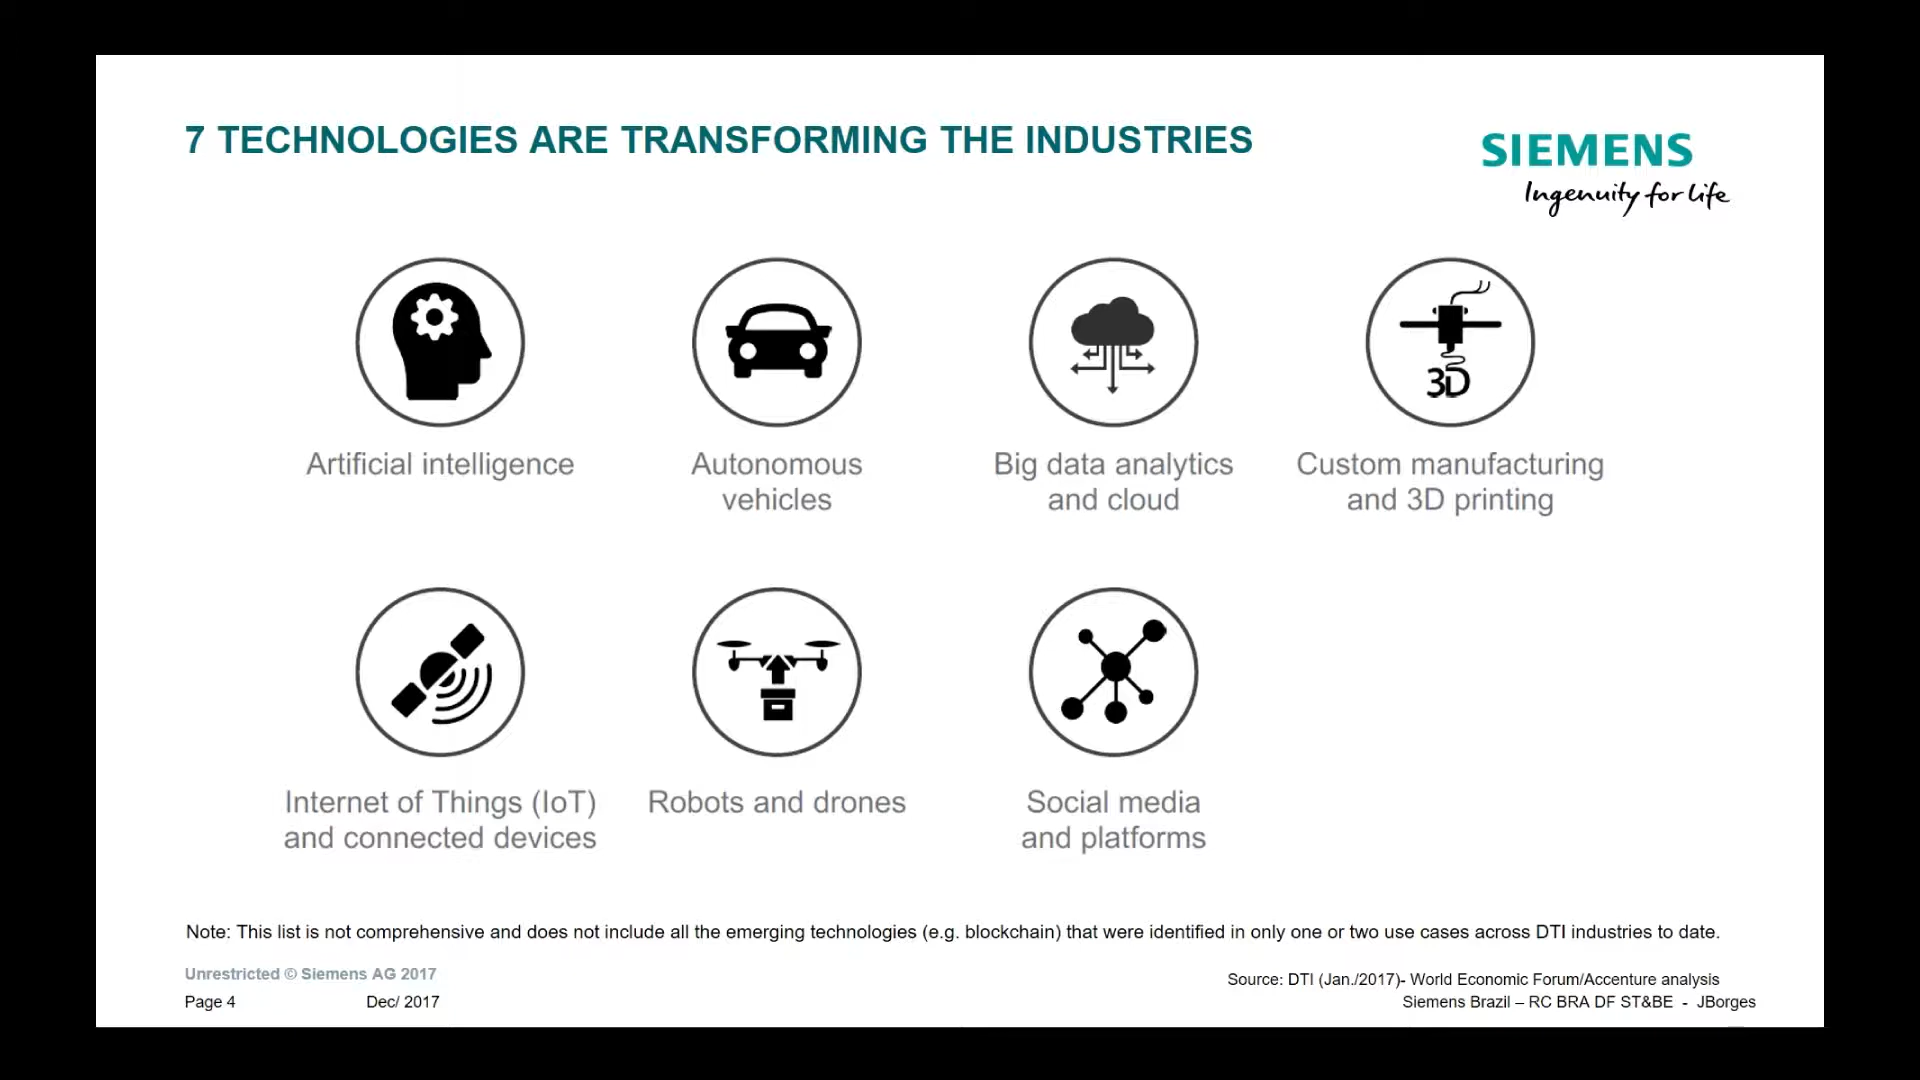 7 TECHNOLOGIES ARE TRANSFORMING THE INDUSTRIES
SIEMENS
Ingenuity for life
3D
Artificial intelligence
Autonomous
vehicles
Big data analytics
and cloud
Custom manufacturing
and 3D printing
Internet of Things (IoT)
and connected devices
Robots and drones
Social media
and platforms
Note: This list is not comprehensive and does not include all the emerging technologies (e.g. blockchain) that were identified in only one or two use cases across DTI industries to date.
Unrestricted © Siemens AG 2017
Source: DTI (Jan./2017)- World Economic Forum/Accenture analysis
Page 4 Dec/ 2017
Siemens Brazil – RC BRA DF ST&BE - JBorges